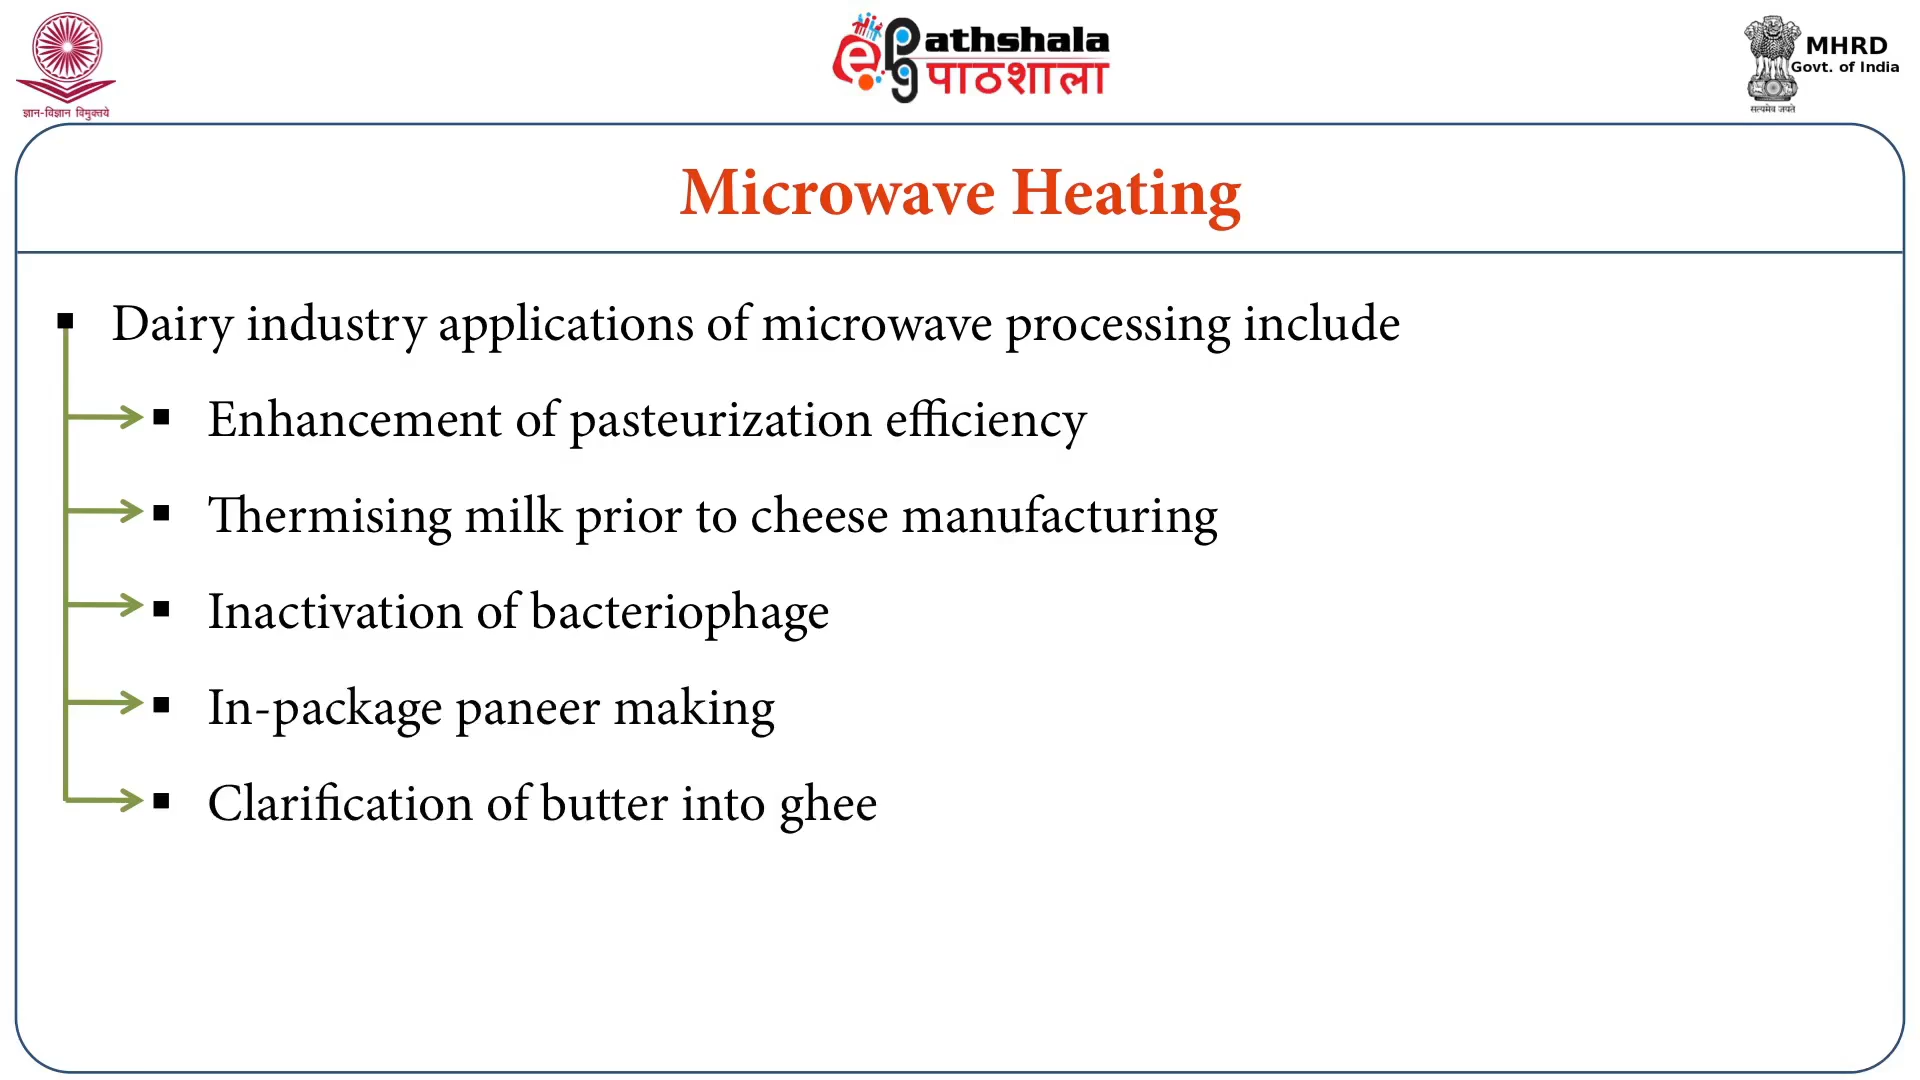 ज्ञान-विज्ञान विमुक्तये
ePG athshala
पाठशाला
MHRD
Govt. of India
सत्यमेव जयते
Microwave Heating
▪ Dairy industry applications of microwave processing include
▪ Enhancement of pasteurization efficiency
▪ Thermising milk prior to cheese manufacturing
▪ Inactivation of bacteriophage
▪ In-package paneer making
▪ Clarification of butter into ghee